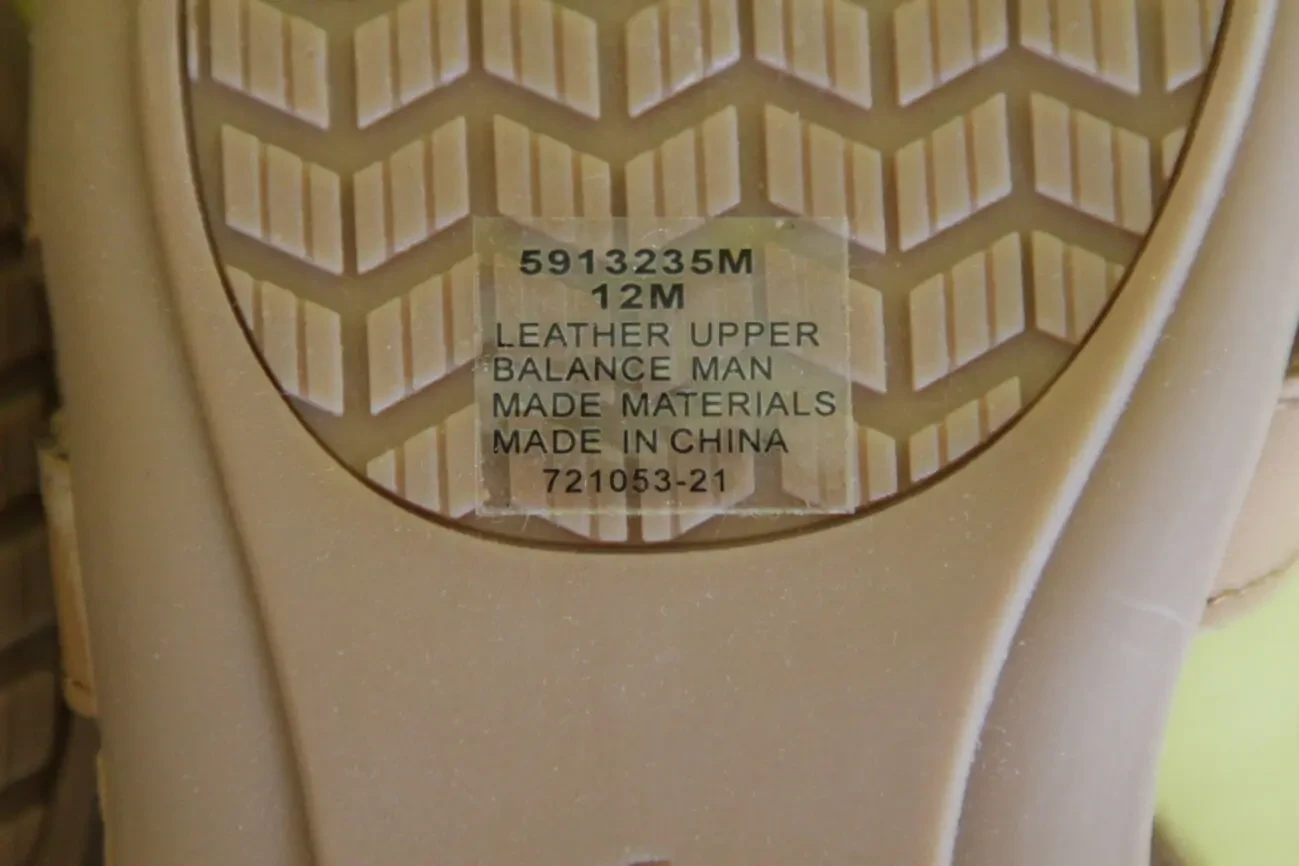 5913235M
12M
LEATHER UPPER
BALANCE MAN
MADE MATERIALS
MADE IN CHINA
721053-21